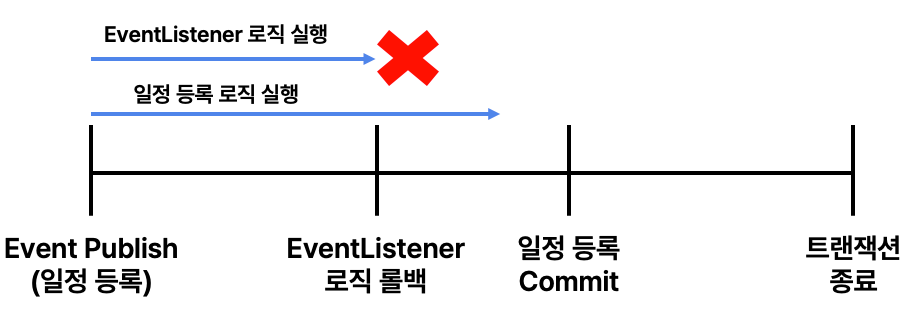 EventListener 로직 실행
일정 등록 로직 실행
Event Publish
(일정 등록)
EventListener
로직 롤백
일정 등록
Commit
트랜잭션
종료